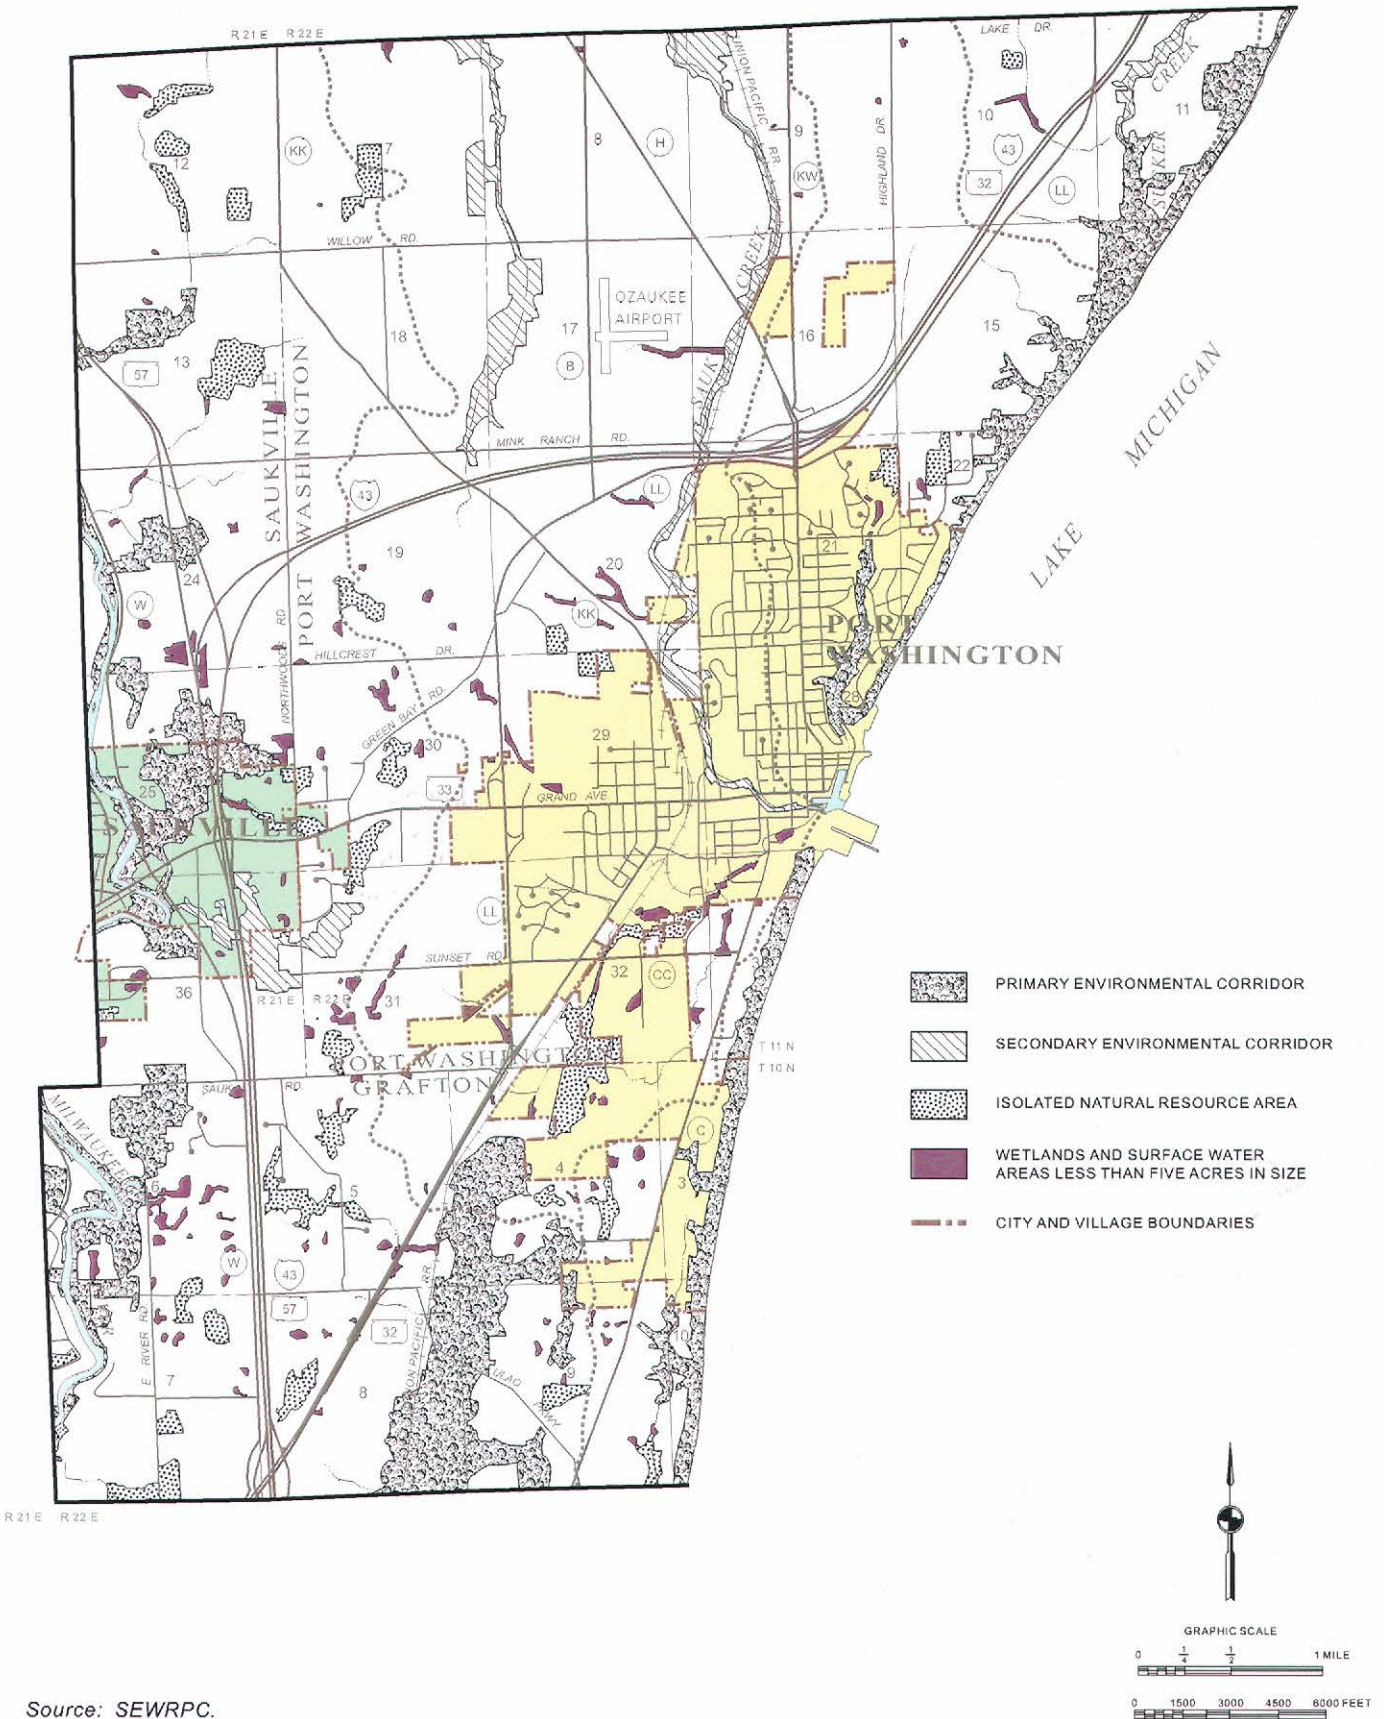 R 21 E R 22 E
LAKE DR.
UNION PACIFIC RR
CREEK
SUCKER
11
10
9
8
H
7
KK
12
KW
HIGHLAND DR.
43
32
LL
WILLOW RD.
CREEK
SAUK
OZAUKEE
AIRPORT
18
17
16
15
13
57
B
SAUKVILLE
PORT WASHINGTON
MINK RANCH RD.
LAKE MICHIGAN
22
43
LL
19
20
21
24
W
KK
NORTHWOODS RD.
HILLCREST DR.
GREEN BAY RD.
PORT
WASHINGTON
28
29
30
33
25
GRAND AVE.
SAUKVILLE
LL
SUNSET RD.
32
CC
36
31
R 21 E R 22 E
T 11 N
T 10 N
PORT WASHINGTON
GRAFTON
SAUK RD.
MILWAUKEE
R
C
4
3
6
5
W
43
57
32
E RIVER RD.
7
8
9
10
ULAO PKWY
RR
R 21 E R 22 E
PRIMARY ENVIRONMENTAL CORRIDOR
SECONDARY ENVIRONMENTAL CORRIDOR
ISOLATED NATURAL RESOURCE AREA
WETLANDS AND SURFACE WATER
AREAS LESS THAN FIVE ACRES IN SIZE
CITY AND VILLAGE BOUNDARIES
GRAPHIC SCALE
0 1/4 1/2 1 MILE
0 1500 3000 4500 6000 FEET
Source: SEWRPC.